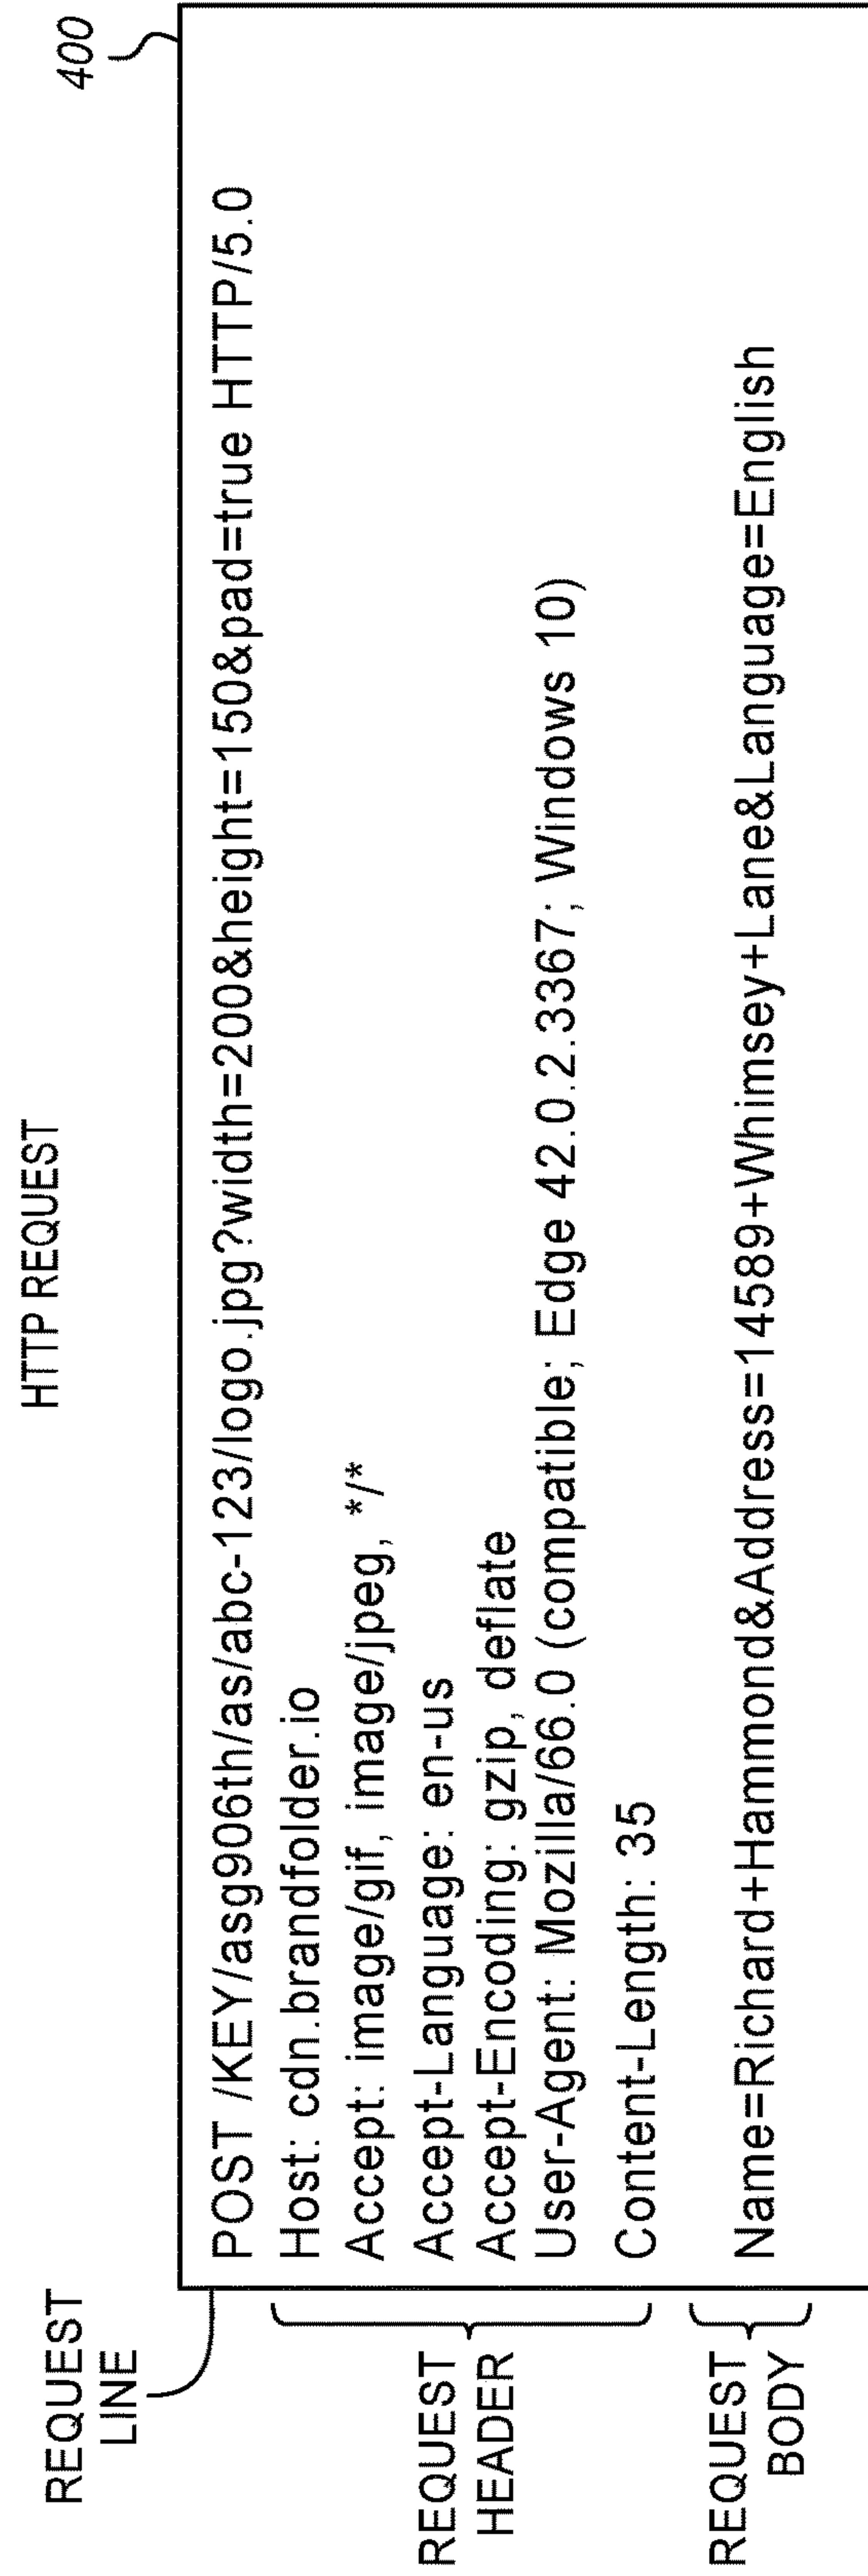 HTTP REQUEST
400
REQUEST
LINE
POST /KEY/asg906th/as/abc-123/logo.jpg?width=200&height=150&pad=true HTTP/5.0
REQUEST
HEADER
Host: cdn.brandfolder.io
Accept: image/gif, image/jpeg, */*
Accept-Language: en-us
Accept-Encoding: gzip, deflate
User-Agent: Mozilla/66.0 (compatible; Edge 42.0.2.3367; Windows 10)
Content-Length: 35
REQUEST
BODY
Name=Richard+Hammond&Address=14589+Whimsey+Lane&Language=English